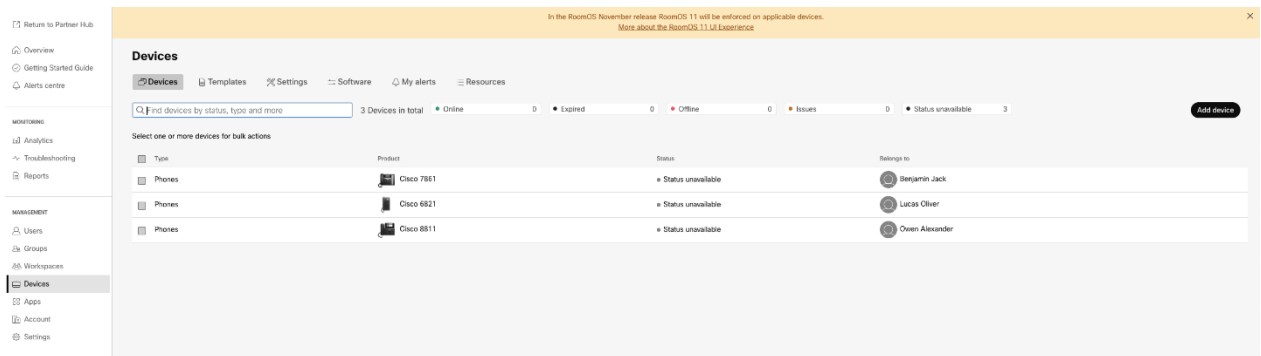 In the RoomOS November release RoomOS 11 will be enforced on applicable devices.
More about the RoomOS 11 UI Experience
Return to Partner Hub
Overview
Getting Started Guide
Alerts centre
MONITORING
Analytics
Troubleshooting
Reports
MANAGEMENT
Users
Groups
Workspaces
Devices
Apps
Account
Settings
Devices
Devices Templates Settings Software My alerts Resources
Find devices by status, type and more 3 Devices in total Online 0 Expired 0 Offline 0 Issues 0 Status unavailable 3 Add device
Select one or more devices for bulk actions
Type Product Status Belongs to
Phones Cisco 7861 Status unavailable Benjamin Jack
Phones Cisco 6821 Status unavailable Lucas Oliver
Phones Cisco 8811 Status unavailable Owen Alexander